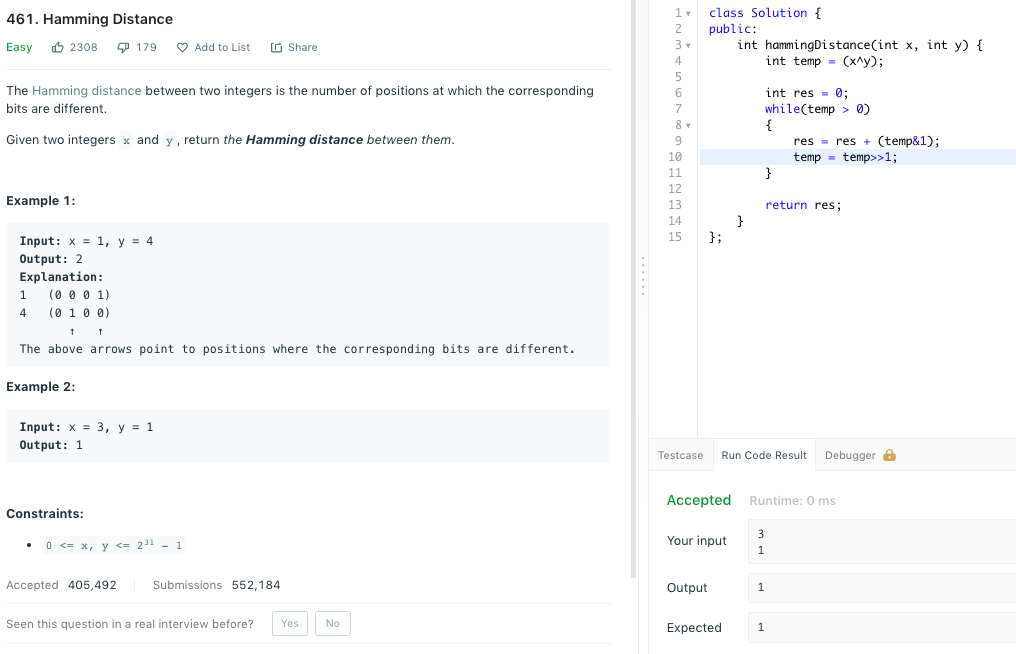 461. Hamming Distance
Easy 2308 179 Add to List Share
The Hamming distance between two integers is the number of positions at which the corresponding
bits are different.
Given two integers x and y, return the Hamming distance between them.
Example 1:
Input: x = 1, y = 4
Output: 2
Explanation:
1   (0 0 0 1)
4   (0 1 0 0)
       ↑   ↑
The above arrows point to positions where the corresponding bits are different.
Example 2:
Input: x = 3, y = 1
Output: 1
Constraints:
• 0 <= x, y <= 2³¹ - 1
Accepted 405,492 Submissions 552,184
Seen this question in a real interview before? Yes No
1 class Solution {
2 public:
3     int hammingDistance(int x, int y) {
4         int temp = (x^y);
5
6         int res = 0;
7         while(temp > 0)
8         {
9             res = res + (temp&1);
10             temp = temp>>1;
11         }
12
13         return res;
14     }
15 };
Testcase Run Code Result Debugger
Accepted Runtime: 0 ms
Your input
3
1
Output 1
Expected 1